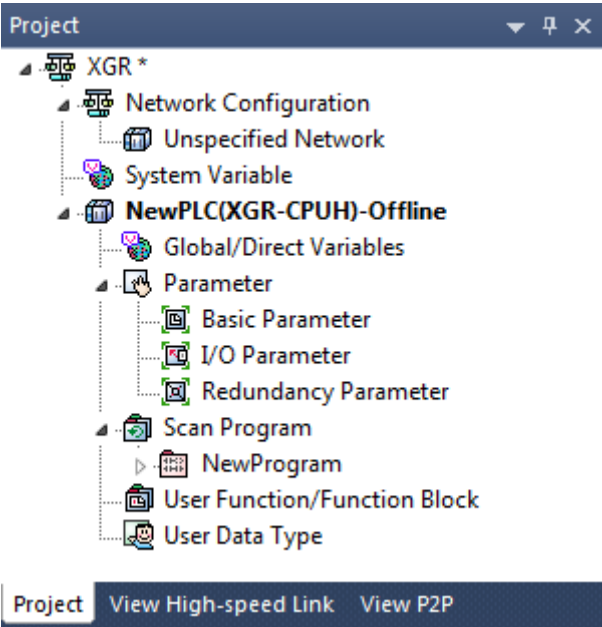 Project
XGR *
Network Configuration
Unspecified Network
System Variable
NewPLC(XGR-CPUH)-Offline
Global/Direct Variables
Parameter
Basic Parameter
I/O Parameter
Redundancy Parameter
Scan Program
NewProgram
User Function/Function Block
User Data Type
Project View High-speed Link View P2P